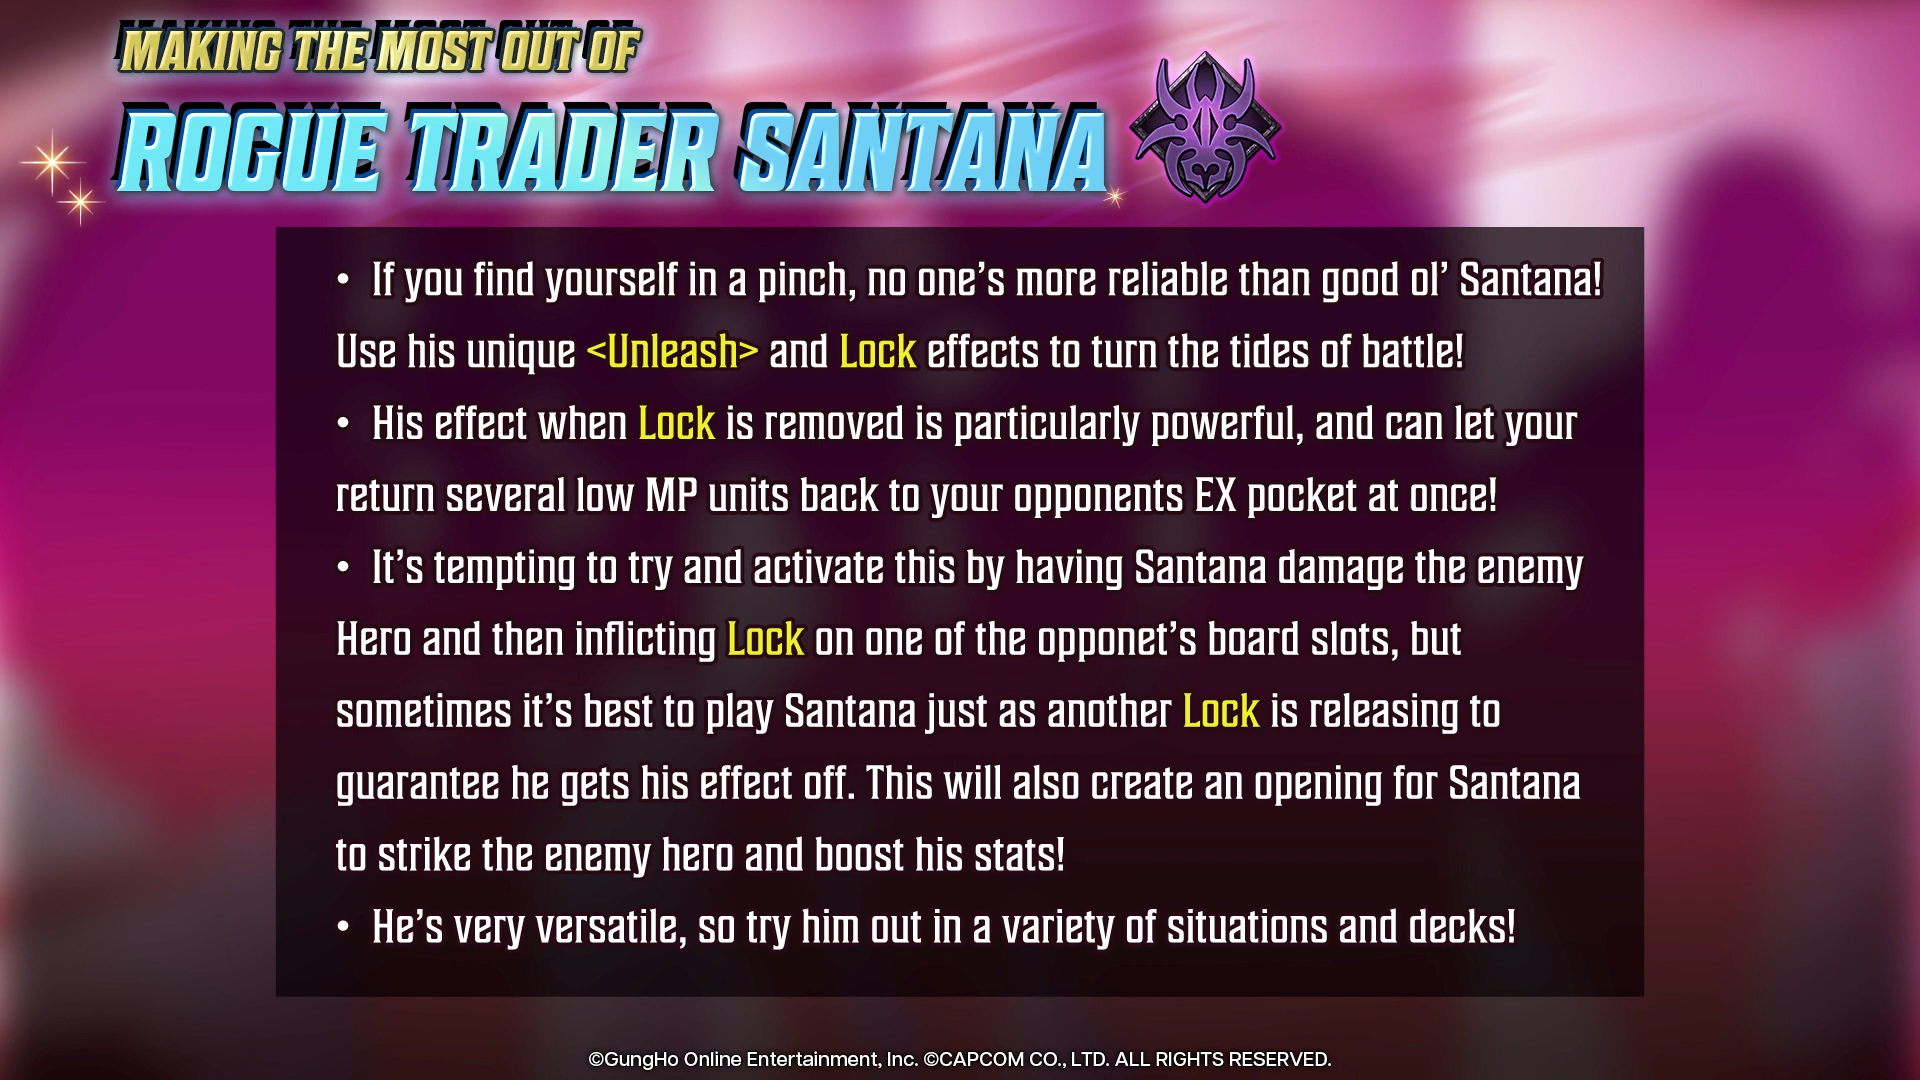 MAKING THE MOST OUT OF
ROGUE TRADER SANTANA
• If you find yourself in a pinch, no one’s more reliable than good ol’ Santana!
Use his unique <Unleash> and Lock effects to turn the tides of battle!
• His effect when Lock is removed is particularly powerful, and can let your
return several low MP units back to your opponents EX pocket at once!
• It’s tempting to try and activate this by having Santana damage the enemy
Hero and then inflicting Lock on one of the opponet’s board slots, but
sometimes it’s best to play Santana just as another Lock is releasing to
guarantee he gets his effect off. This will also create an opening for Santana
to strike the enemy hero and boost his stats!
• He’s very versatile, so try him out in a variety of situations and decks!
©GungHo Online Entertainment, Inc. ©CAPCOM CO., LTD. ALL RIGHTS RESERVED.